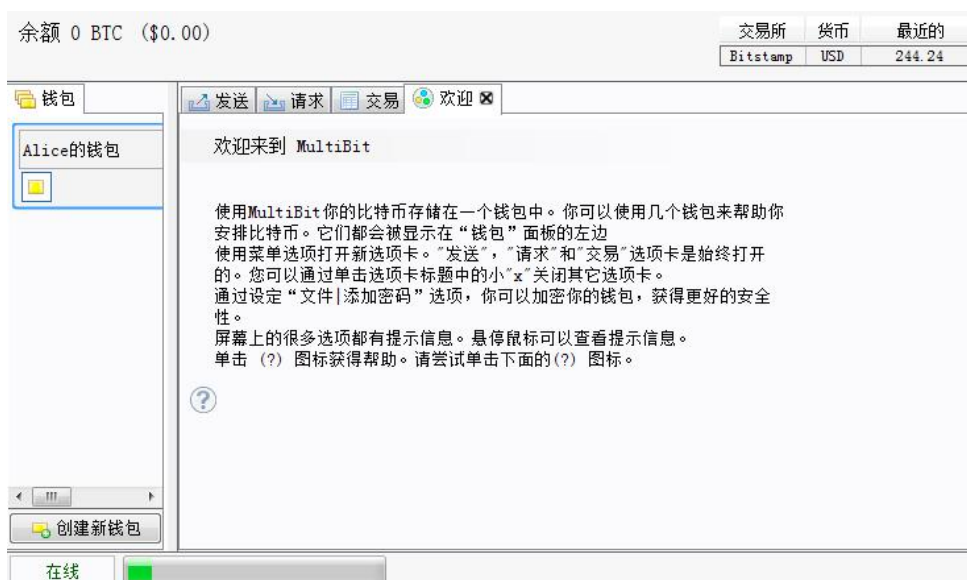 余额 0 BTC ($0.00)
交易所 货币 最近的
Bitstamp USD 244.24
钱包
发送 请求 交易 欢迎
Alice的钱包
欢迎来到 MultiBit
使用MultiBit你的比特币存储在一个钱包中。你可以使用几个钱包来帮助你
安排比特币。它们都会被显示在“钱包”面板的左边
使用菜单选项打开新选项卡。"发送", "请求"和"交易"选项卡是始终打开
的。您可以通过单击选项卡标题中的小"x"关闭其它选项卡。
通过设定“文件|添加密码”选项，你可以加密你的钱包，获得更好的安全
性。
屏幕上的很多选项都有提示信息。悬停鼠标可以查看提示信息。
单击 (?) 图标获得帮助。请尝试单击下面的(?) 图标。
?
创建新钱包
在线